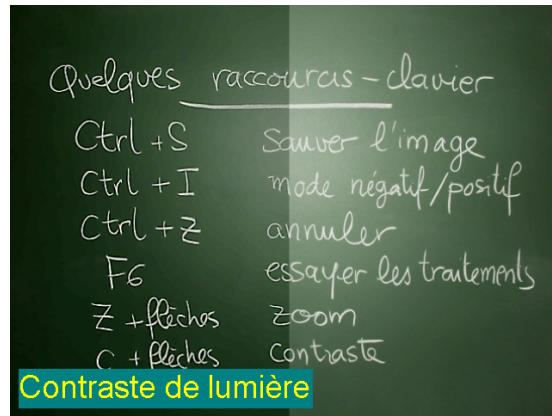 Quelques raccourcis-clavier
Ctrl + S sauver l'image
Ctrl + I mode négatif/positif
Ctrl + Z annuler
F6 essayer les traitements
Z + flèches zoom
C + flèches contraste
Contraste de lumière